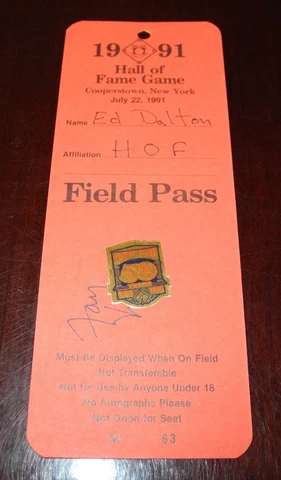 1991
Hall of
Fame Game
Cooperstown, New York
July 22, 1991
Name Ed Dalton
Affiliation HOF
Field Pass
Must Be Displayed When On Field
Not Transferable
Not for Use by Anyone Under 16
No Autographs Please
Not Good for Seat
Nº 63